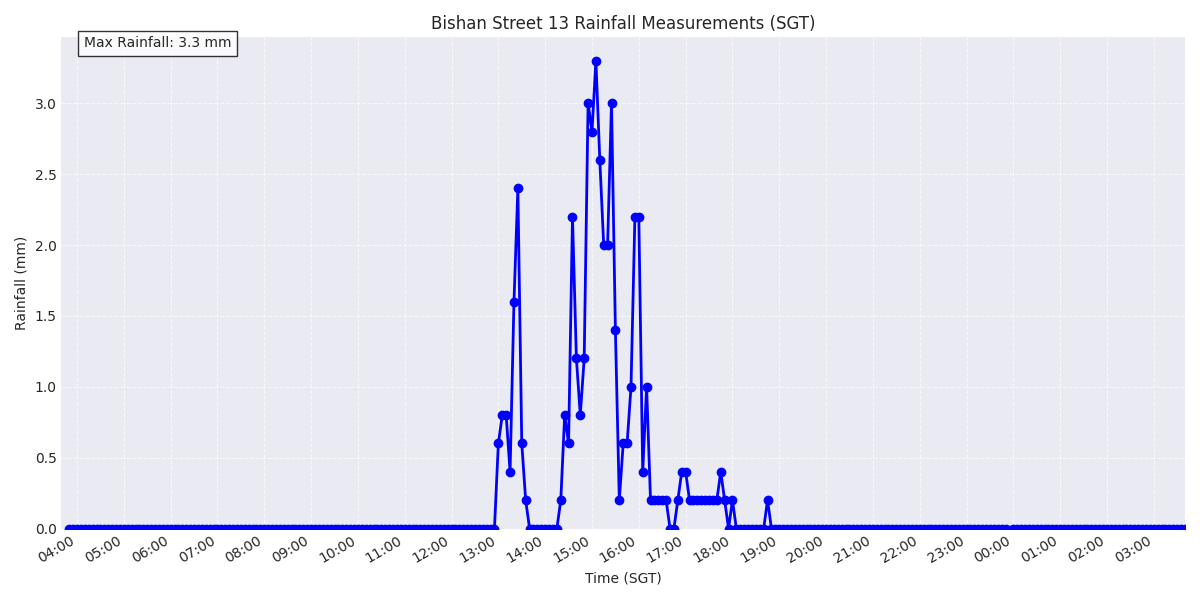 Bishan Street 13 Rainfall Measurements (SGT)
Max Rainfall: 3.3 mm
Rainfall (mm)
3.0
2.5
2.0
1.5
1.0
0.5
0.0
04:00 05:00 06:00 07:00 08:00 09:00 10:00 11:00 12:00 13:00 14:00 15:00 16:00 17:00 18:00 19:00 20:00 21:00 22:00 23:00 00:00 01:00 02:00 03:00
Time (SGT)